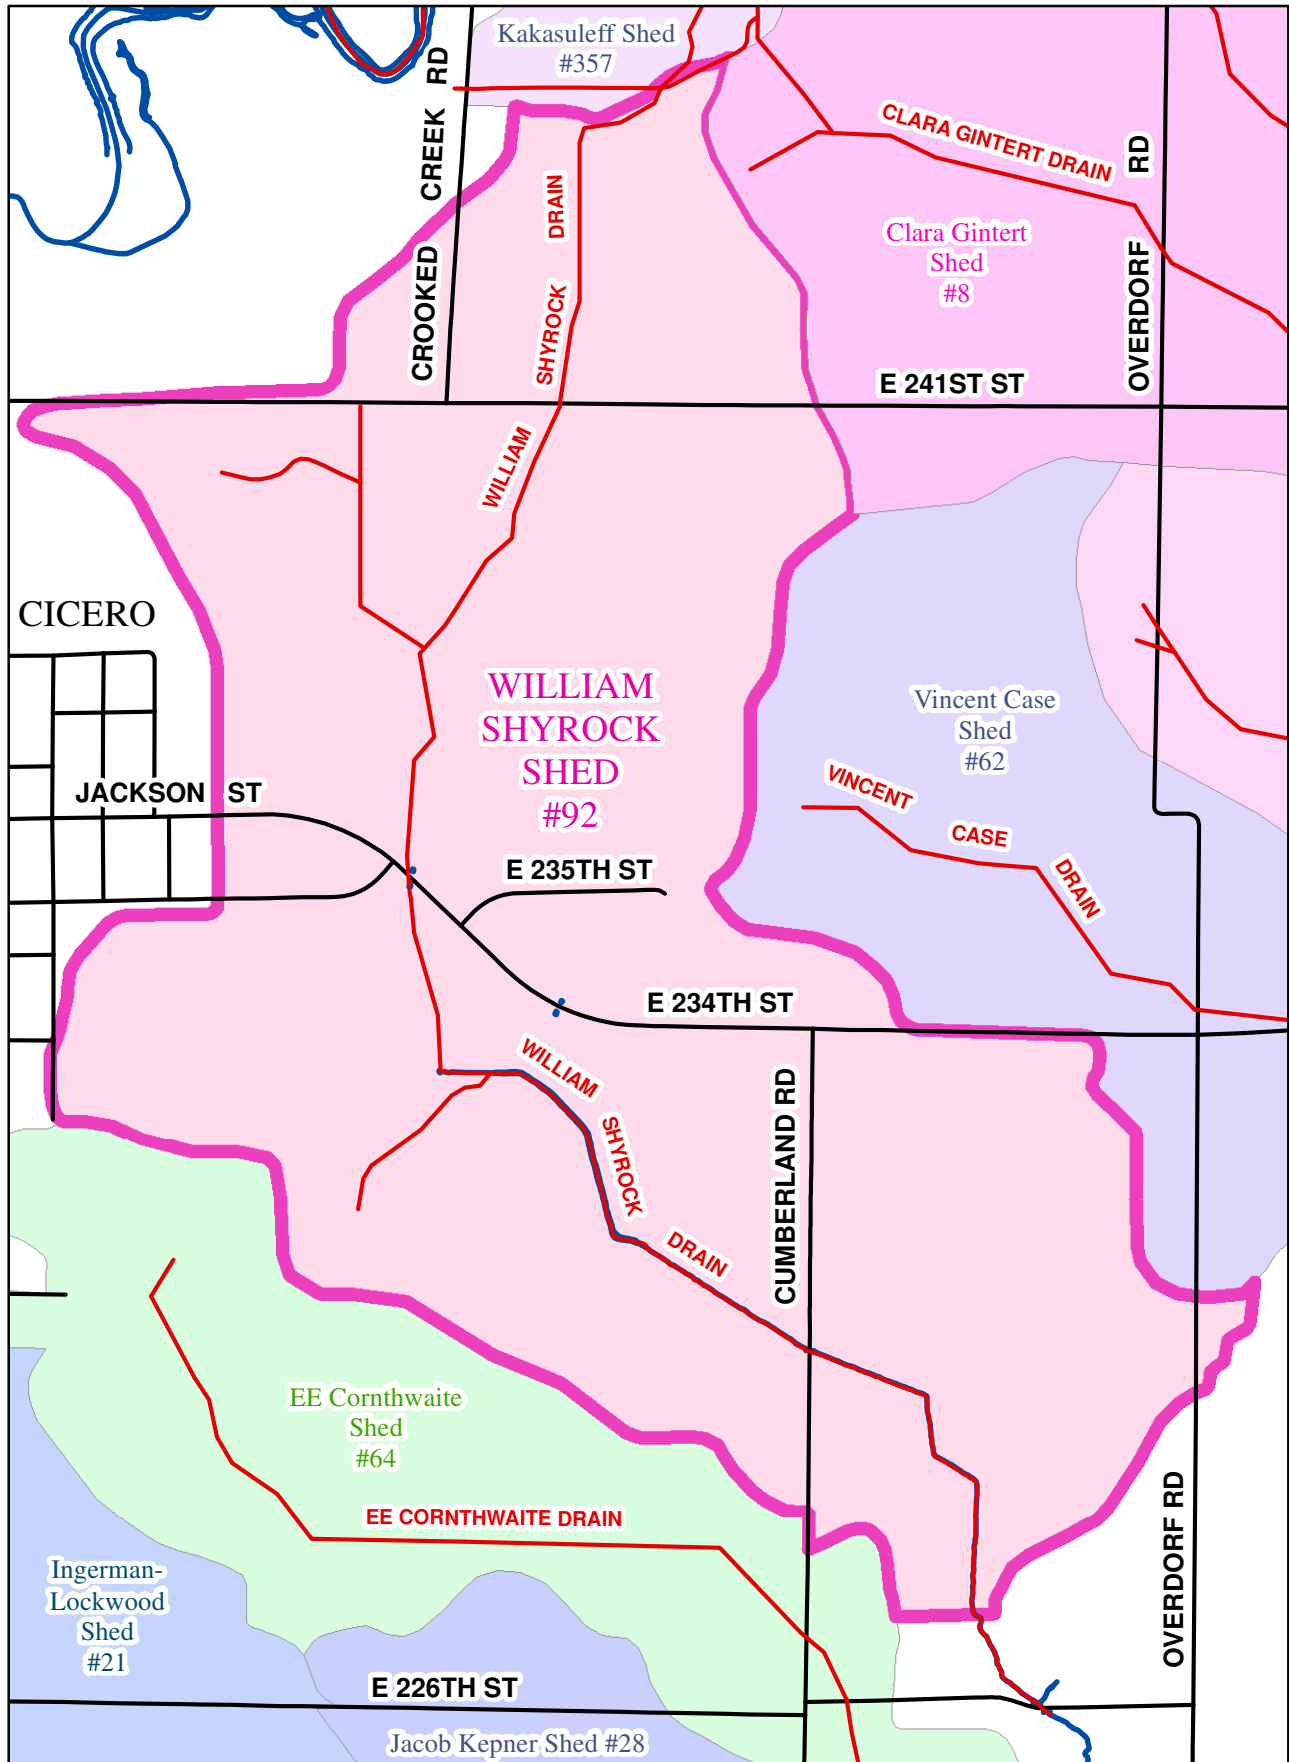 Kakasuleff Shed
#357
CROOKED CREEK RD
CLARA GINTERT DRAIN
OVERDORF RD
WILLIAM SHYROCK DRAIN
Clara Gintert
Shed
#8
E 241ST ST
CICERO
WILLIAM
SHYROCK
SHED
#92
Vincent Case
Shed
#62
VINCENT CASE DRAIN
JACKSON ST
E 235TH ST
E 234TH ST
WILLIAM SHYROCK DRAIN
CUMBERLAND RD
EE Cornthwaite
Shed
#64
EE CORNTHWAITE DRAIN
OVERDORF RD
Ingerman-
Lockwood
Shed
#21
E 226TH ST
Jacob Kepner Shed #28